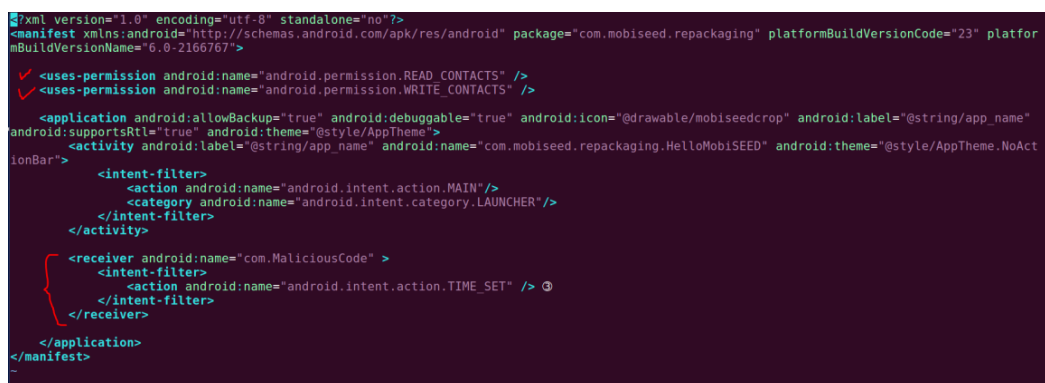 <?xml version="1.0" encoding="utf-8" standalone="no"?>
<manifest xmlns:android="http://schemas.android.com/apk/res/android" package="com.mobiseed.repackaging" platformBuildVersionCode="23" platfor
mBuildVersionName="6.0-2166767">
<uses-permission android:name="android.permission.READ_CONTACTS" />
<uses-permission android:name="android.permission.WRITE_CONTACTS" />
<application android:allowBackup="true" android:debuggable="true" android:icon="@drawable/mobiseedcrop" android:label="@string/app_name"
android:supportsRtl="true" android:theme="@style/AppTheme">
<activity android:label="@string/app_name" android:name="com.mobiseed.repackaging.HelloMobiSEED" android:theme="@style/AppTheme.NoAct
ionBar">
<intent-filter>
<action android:name="android.intent.action.MAIN"/>
<category android:name="android.intent.category.LAUNCHER"/>
</intent-filter>
</activity>
<receiver android:name="com.MaliciousCode" >
<intent-filter>
<action android:name="android.intent.action.TIME_SET" /> ③
</intent-filter>
</receiver>
</application>
</manifest>
~